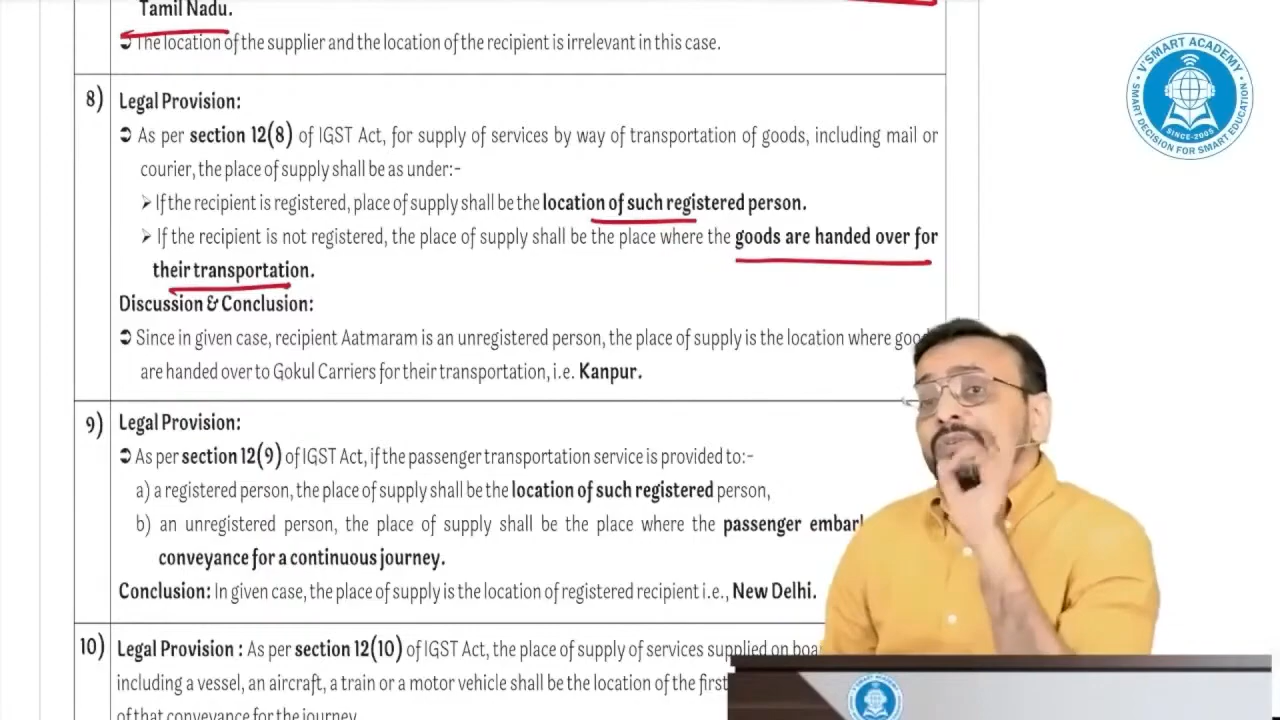 Tamil Nadu.
➲ The location of the supplier and the location of the recipient is irrelevant in this case.
8) Legal Provision:
➲ As per section 12(8) of IGST Act, for supply of services by way of transportation of goods, including mail or
courier, the place of supply shall be as under:-
➢ If the recipient is registered, place of supply shall be the location of such registered person.
➢ If the recipient is not registered, the place of supply shall be the place where the goods are handed over for
their transportation.
Discussion & Conclusion:
➲ Since in given case, recipient Aatmaram is an unregistered person, the place of supply is the location where goo
are handed over to Gokul Carriers for their transportation, i.e. Kanpur.
9) Legal Provision:
➲ As per section 12(9) of IGST Act, if the passenger transportation service is provided to:-
a) a registered person, the place of supply shall be the location of such registered person,
b) an unregistered person, the place of supply shall be the place where the passenger embar
conveyance for a continuous journey.
Conclusion: In given case, the place of supply is the location of registered recipient i.e., New Delhi.
10) Legal Provision : As per section 12(10) of IGST Act, the place of supply of services supplied on boa
including a vessel, an aircraft, a train or a motor vehicle shall be the location of the first
of that conveyance for the journey
V'SMART ACADEMY
SINCE-2005
SMART DECISION FOR SMART EDUCATION